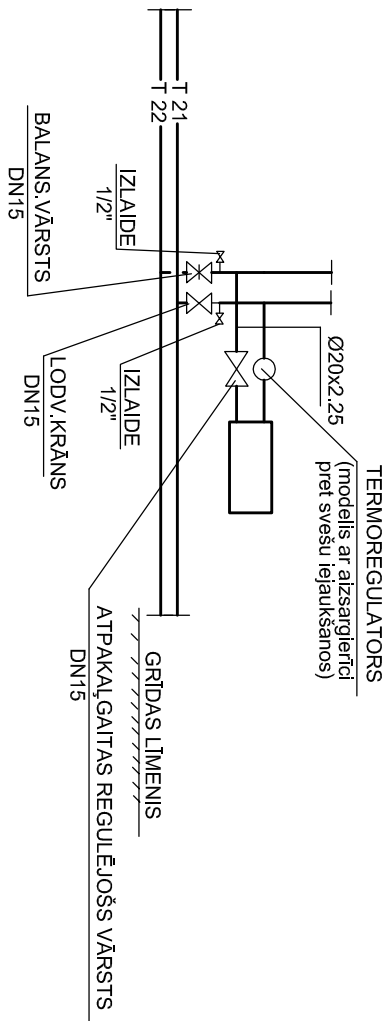 TERMOREGULATORS
(modelis ar aizsargierīci
pret svešu iejaukšanos)
Ø20x2.25
IZLAIDE
1/2"
IZLAIDE
1/2"
T 21
T 22
GRĪDAS LĪMENIS
BALANS.VĀRSTS
DN15
LODV.KRĀNS
DN15
ATPAKAĻGAITAS REGULĒJOŠS VĀRSTS
DN15